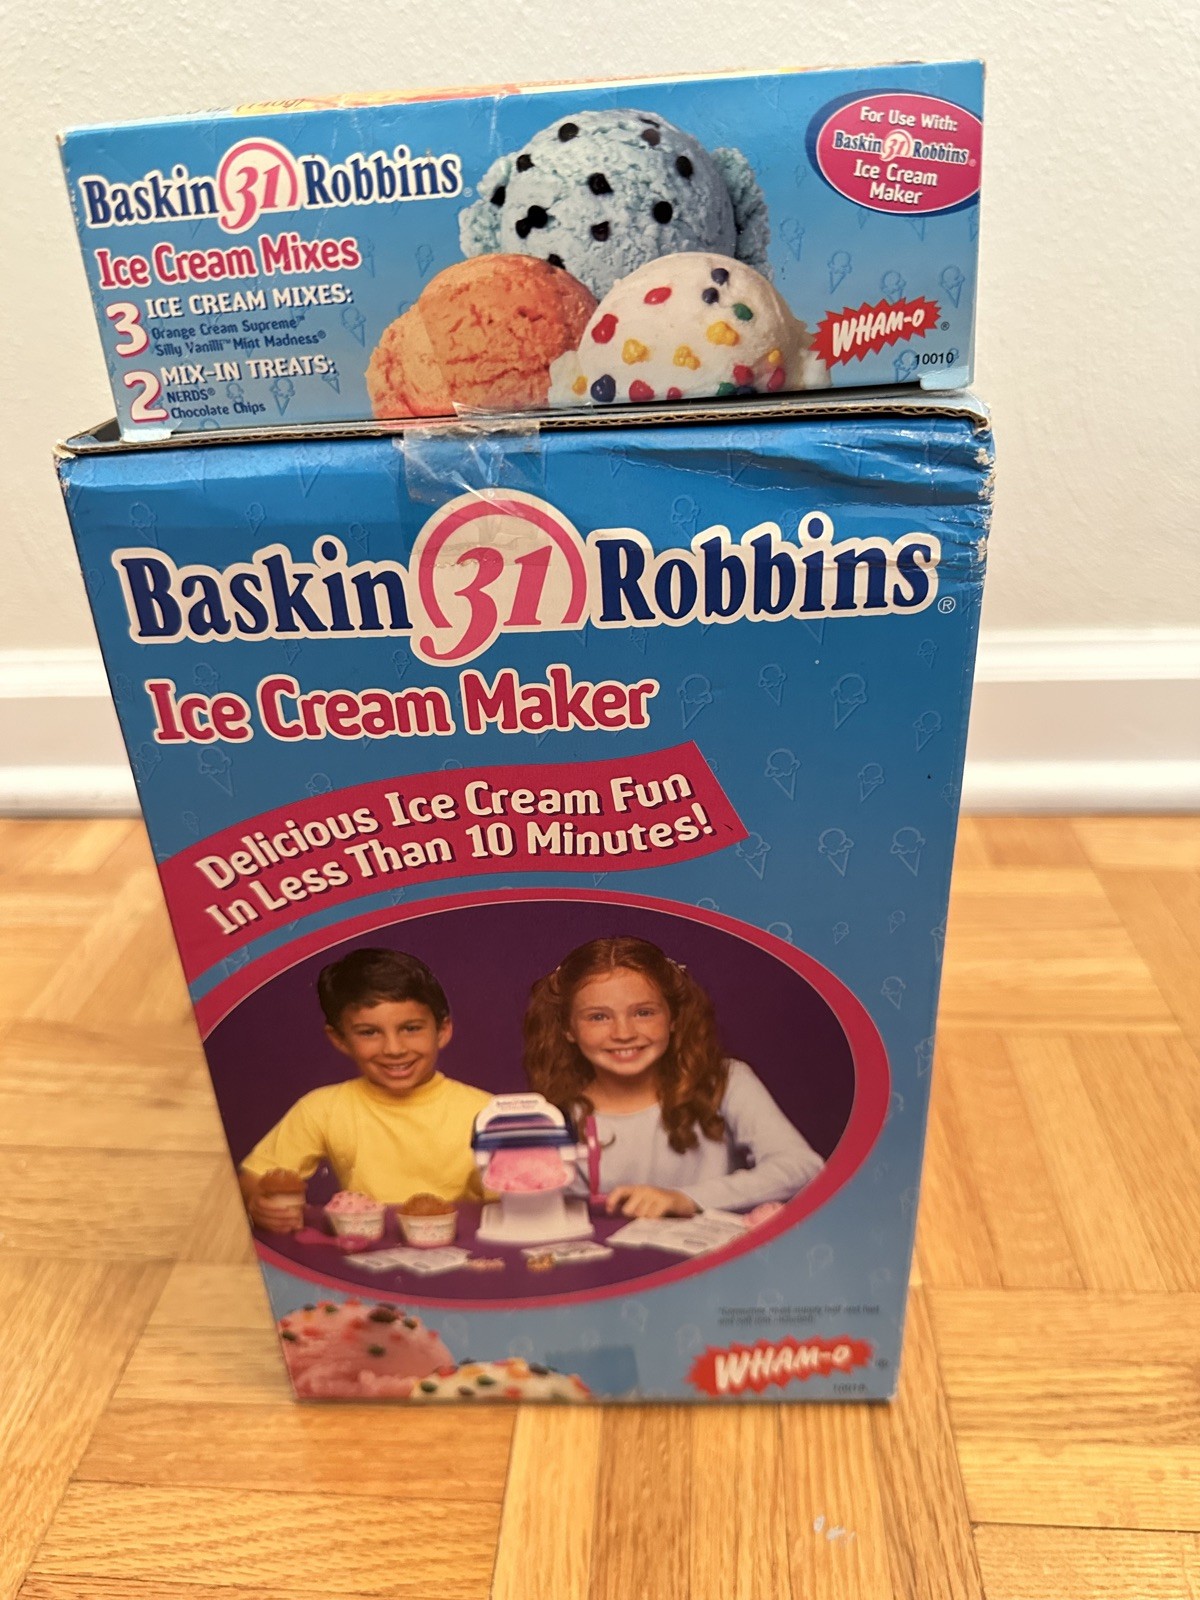 Baskin 31 Robbins®
Ice Cream Mixes
3 ICE CREAM MIXES:
Orange Cream Supreme™
Silly Vanilli™ Mint Madness®
2 MIX-IN TREATS:
NERDS®
Chocolate Chips
For Use With:
Baskin 31 Robbins®
Ice Cream
Maker
WHAM-O®
10010
Baskin 31 Robbins®
Ice Cream Maker
Delicious Ice Cream Fun
In Less Than 10 Minutes!
WHAM-O®